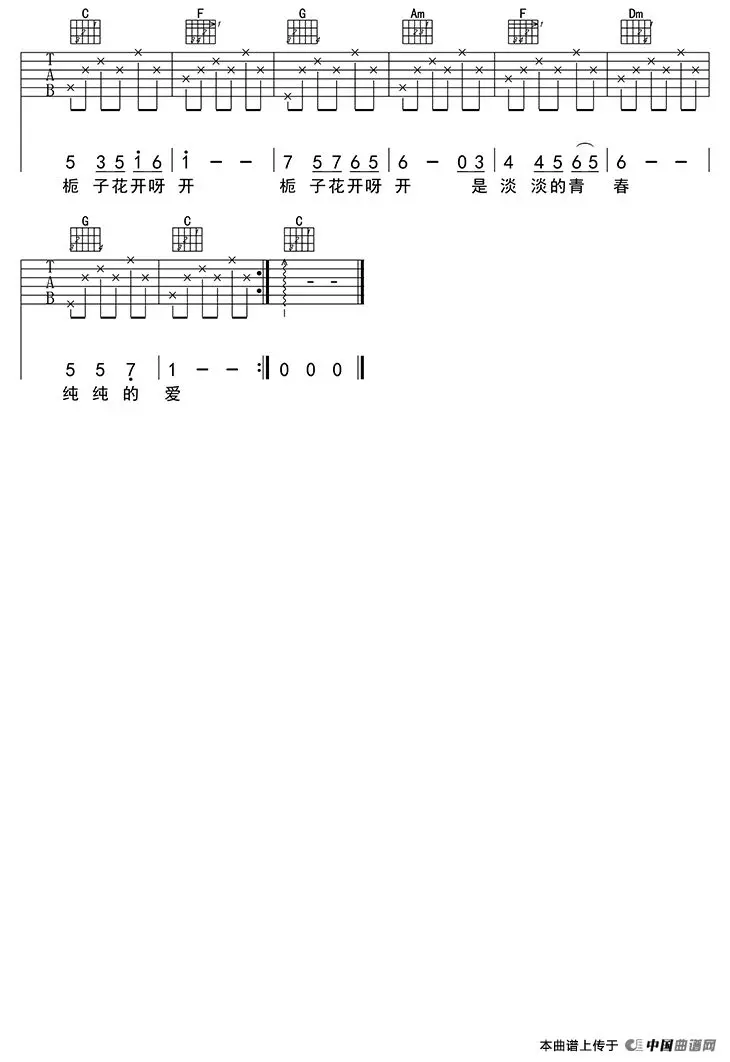 C F G Am F Dm
T
A
B
5 3 5 1 6 | 1 — — | 7 5 7 6 5 | 6 — 0 3 | 4 4 5 6 5 | 6 — — |
栀 子花开呀 开 栀 子花开呀 开 是 淡 淡的青 春
G C C
T
A
B
5 5 7 | 1 — — :‖ 0 0 0 ‖
纯 纯 的 爱
本曲谱上传于 中国曲谱网